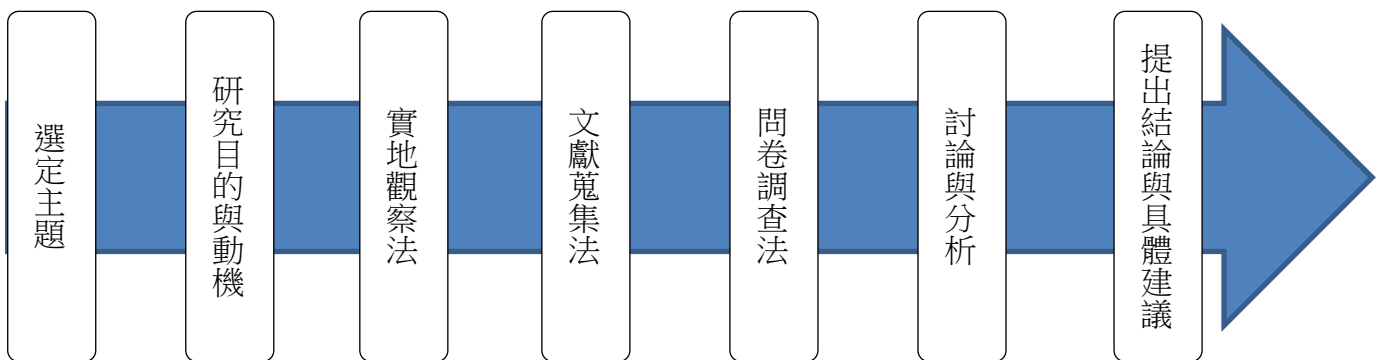 選定主題
研究目的與動機
實地觀察法
文獻蒐集法
問卷調查法
討論與分析
提出結論與具體建議